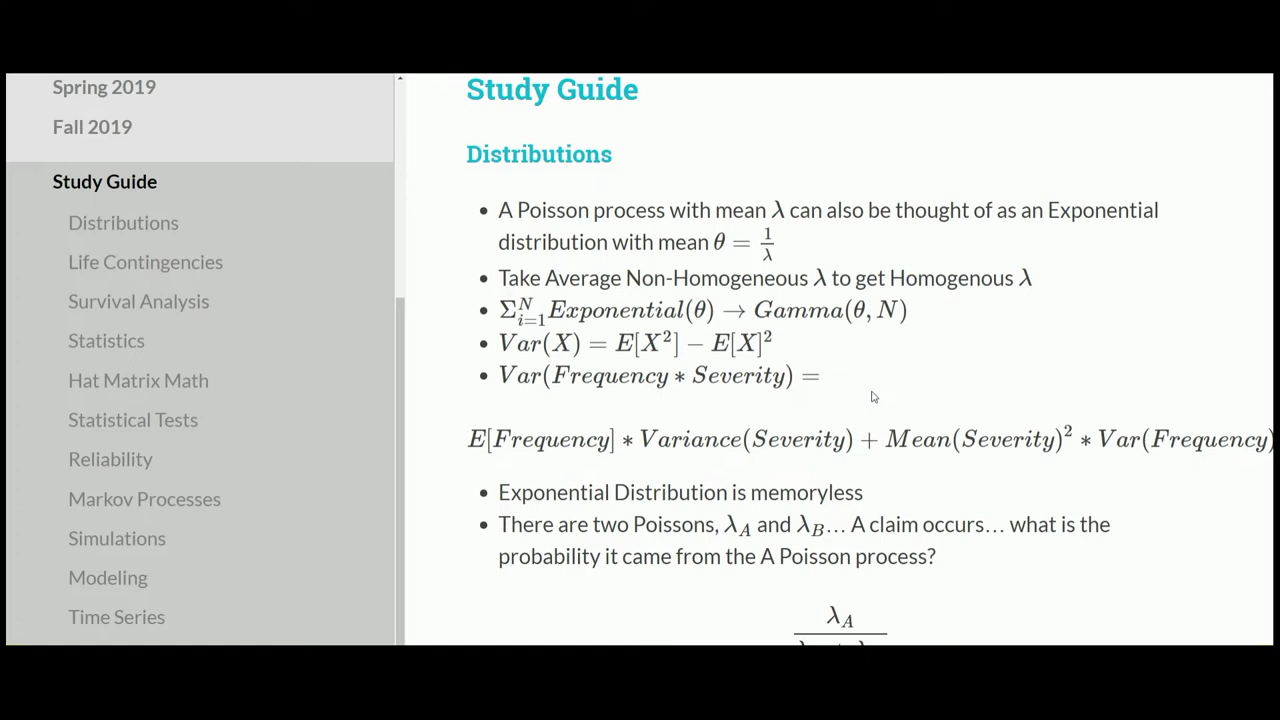 Spring 2019
Fall 2019
Study Guide
Distributions
Life Contingencies
Survival Analysis
Statistics
Hat Matrix Math
Statistical Tests
Reliability
Markov Processes
Simulations
Modeling
Time Series
Study Guide
Distributions
• A Poisson process with mean λ can also be thought of as an Exponential
distribution with mean θ = 1/λ
• Take Average Non-Homogeneous λ to get Homogenous λ
• Σ_{i=1}^{N} Exponential(θ) → Gamma(θ, N)
• Var(X) = E[X²] − E[X]²
• Var(Frequency * Severity) =
E[Frequency] * Variance(Severity) + Mean(Severity)² * Var(Frequency)
• Exponential Distribution is memoryless
• There are two Poissons, λ_A and λ_B… A claim occurs… what is the
probability it came from the A Poisson process?
λ_A